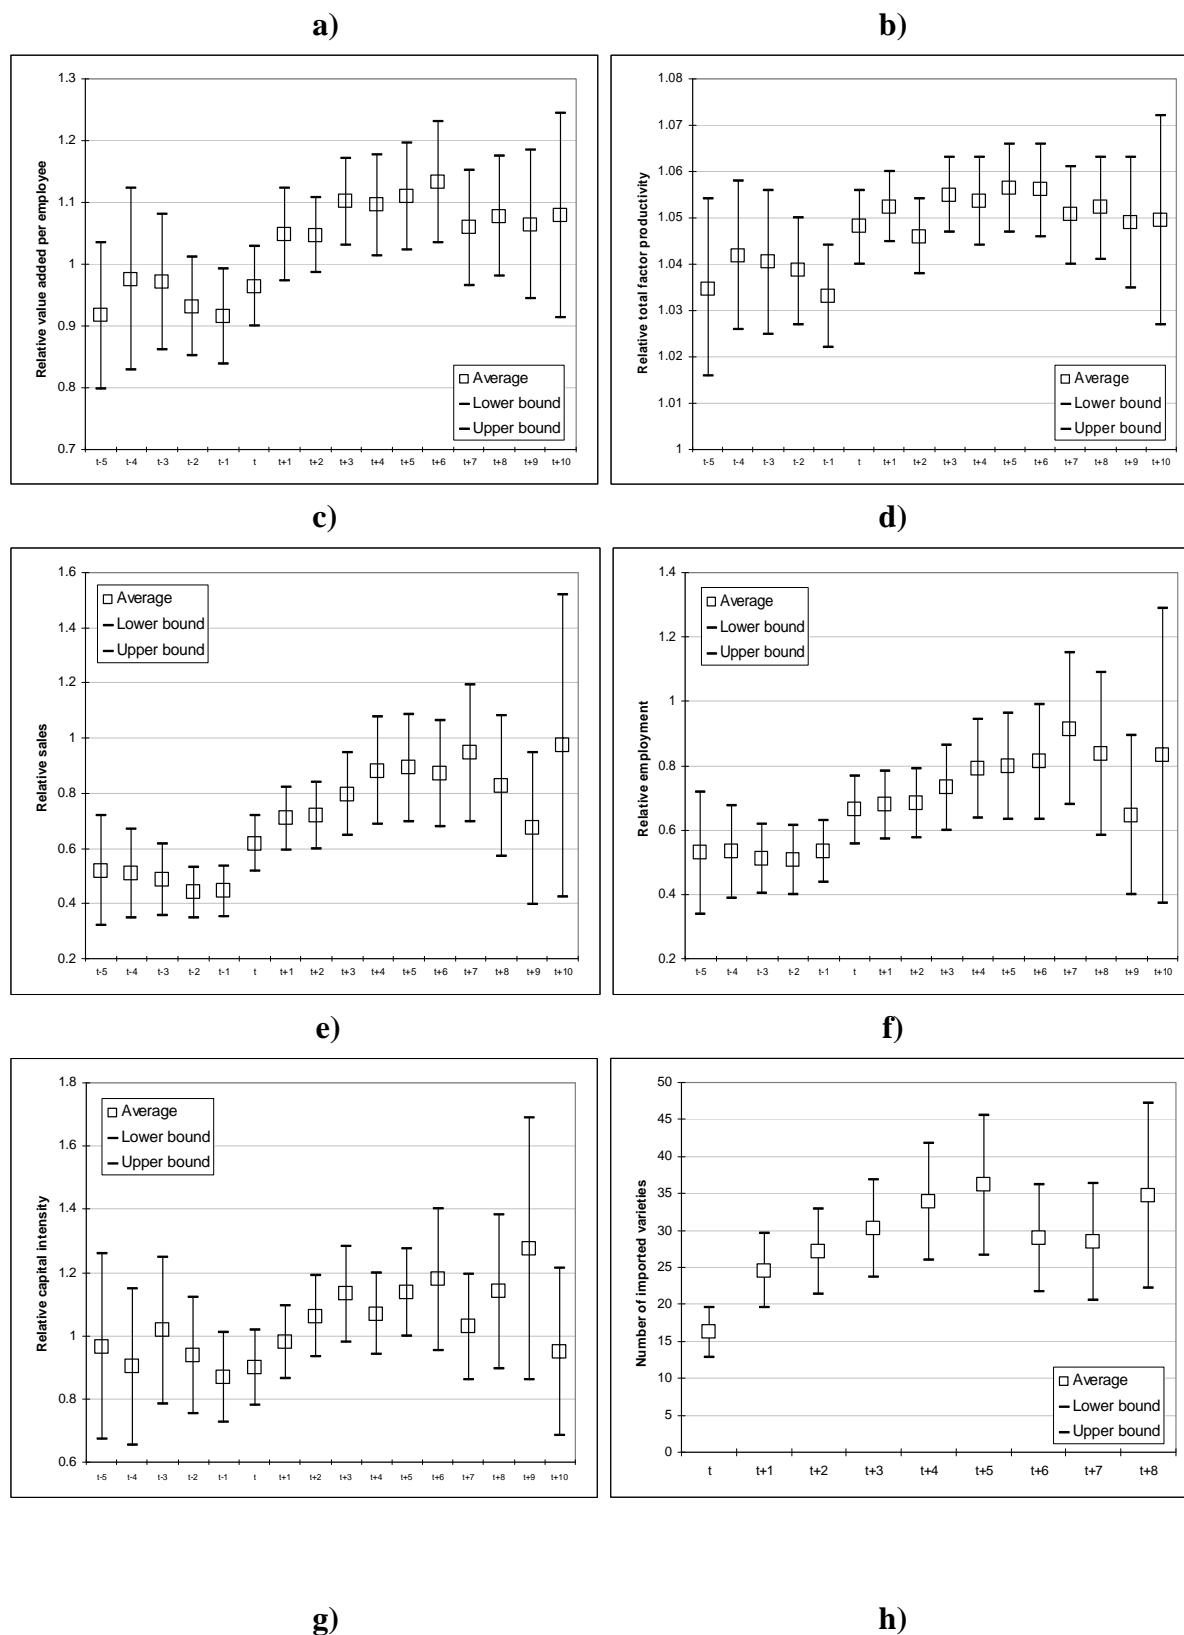 a)
b)
Relative value added per employee
1.3
1.2
1.1
1
0.9
0.8
0.7
t-5 t-4 t-3 t-2 t-1 t t+1 t+2 t+3 t+4 t+5 t+6 t+7 t+8 t+9 t+10
Average
Lower bound
Upper bound
Relative total factor productivity
1.08
1.07
1.06
1.05
1.04
1.03
1.02
1.01
1
t-5 t-4 t-3 t-2 t-1 t t+1 t+2 t+3 t+4 t+5 t+6 t+7 t+8 t+9 t+10
Average
Lower bound
Upper bound
c)
d)
Relative sales
1.6
1.4
1.2
1
0.8
0.6
0.4
0.2
t-5 t-4 t-3 t-2 t-1 t t+1 t+2 t+3 t+4 t+5 t+6 t+7 t+8 t+9 t+10
Average
Lower bound
Upper bound
Relative employment
1.4
1.2
1
0.8
0.6
0.4
0.2
t-5 t-4 t-3 t-2 t-1 t t+1 t+2 t+3 t+4 t+5 t+6 t+7 t+8 t+9 t+10
Average
Lower bound
Upper bound
e)
f)
Relative capital intensity
1.8
1.6
1.4
1.2
1
0.8
0.6
t-5 t-4 t-3 t-2 t-1 t t+1 t+2 t+3 t+4 t+5 t+6 t+7 t+8 t+9 t+10
Average
Lower bound
Upper bound
Number of imported varieties
50
45
40
35
30
25
20
15
10
5
0
t t+1 t+2 t+3 t+4 t+5 t+6 t+7 t+8
Average
Lower bound
Upper bound
g)
h)